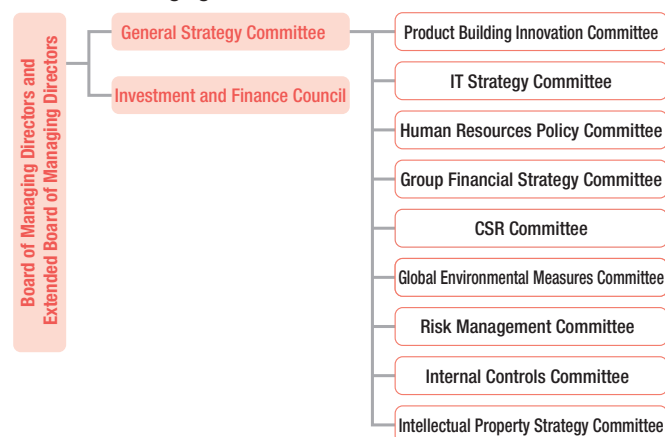 Board of Managing Directors and
Extended Board of Managing Directors
General Strategy Committee
Investment and Finance Council
Product Building Innovation Committee
IT Strategy Committee
Human Resources Policy Committee
Group Financial Strategy Committee
CSR Committee
Global Environmental Measures Committee
Risk Management Committee
Internal Controls Committee
Intellectual Property Strategy Committee